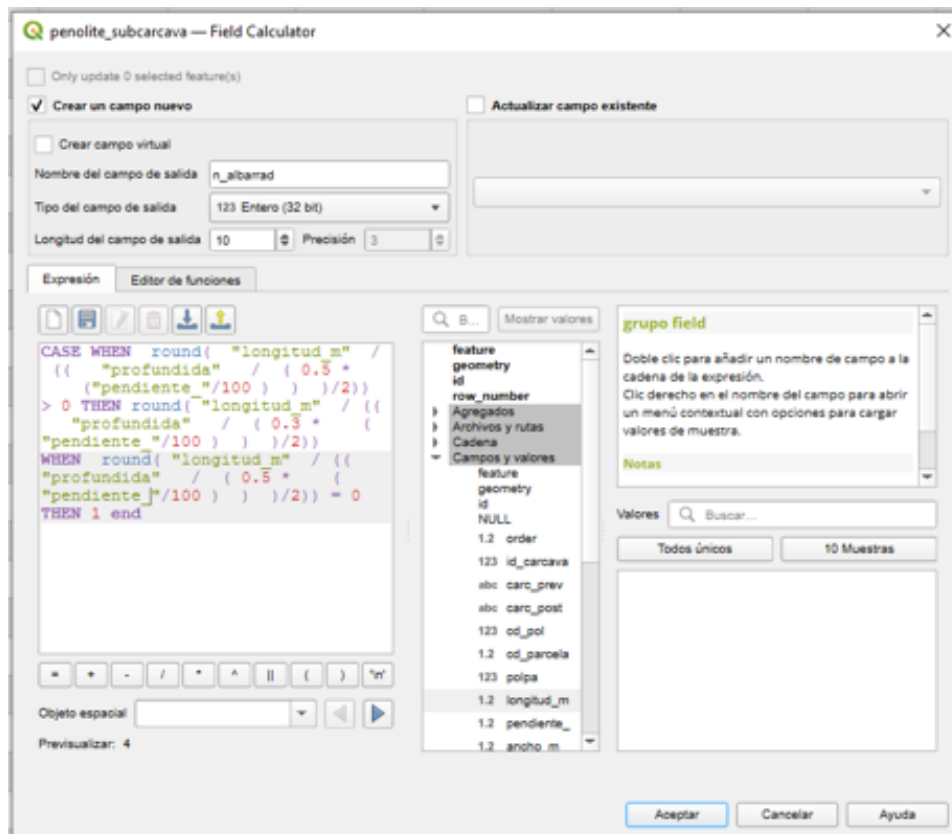 penolite_subcarcava — Field Calculator
Only update 0 selected feature(s)
Crear un campo nuevo
Actualizar campo existente
Crear campo virtual
Nombre del campo de salida n_albarrad
Tipo del campo de salida 123 Entero (32 bit)
Longitud del campo de salida 10 Precisión 3
Expresión Editor de funciones
CASE WHEN round( "longitud_m" /
(( "profundida" / ( 0.5 *
("pendiente_"/100 ) ) )/2))
> 0 THEN round( "longitud_m" / ((
"profundida" / ( 0.5 * (
"pendiente_"/100 ) ) )/2))
WHEN round( "longitud_m" / ((
"profundida" / ( 0.5 * (
"pendiente_"/100 ) ) )/2)) = 0
THEN 1 end
= + - / * ^ || ( ) '\n'
Objeto espacial
Previsualizar: 4
B... Mostrar valores
feature
geometry
id
row_number
Agregados
Archivos y rutas
Cadena
Campos y valores
feature
geometry
id
NULL
1.2 order
123 id_carcava
abc carc_prev
abc carc_post
123 cd_pol
1.2 cd_parcela
123 polpa
1.2 longitud_m
1.2 pendiente_
1.2 ancho_m
grupo field
Doble clic para añadir un nombre de campo a la
cadena de la expresión.
Clic derecho en el nombre del campo para abrir
un menú contextual con opciones para cargar
valores de muestra.
Notas
Valores Buscar...
Todos únicos 10 Muestras
Aceptar Cancelar Ayuda